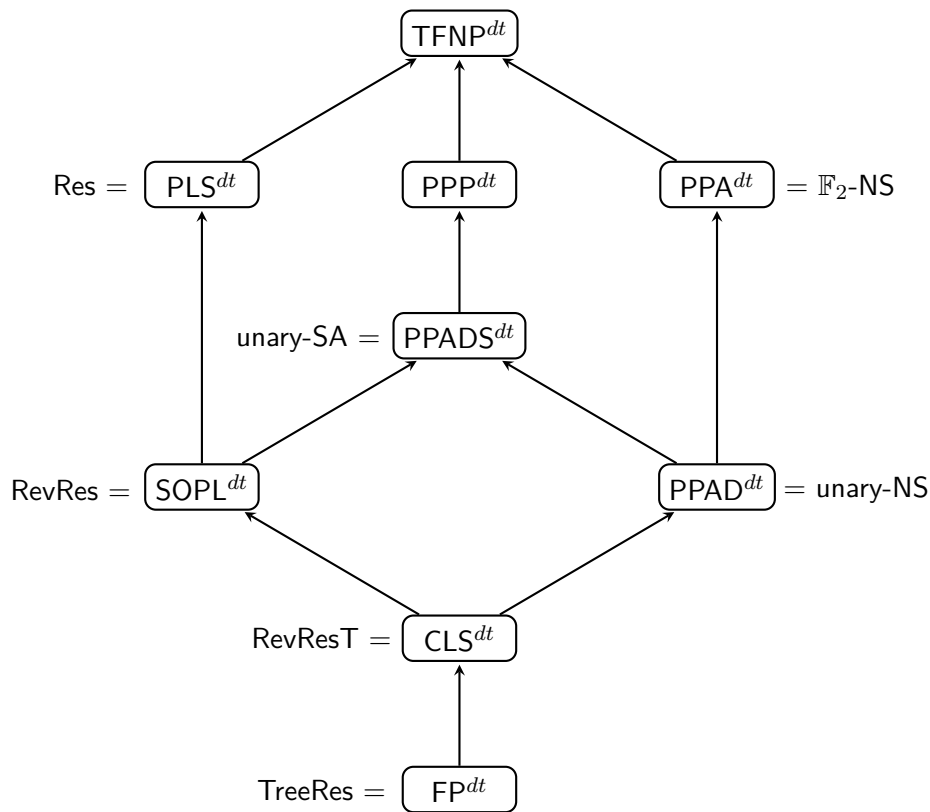 TFNP^{dt}
Res = PLS^{dt} PPP^{dt} PPA^{dt} = 𝔽₂-NS
unary-SA = PPADS^{dt}
RevRes = SOPL^{dt} PPAD^{dt} = unary-NS
RevResT = CLS^{dt}
TreeRes = FP^{dt}